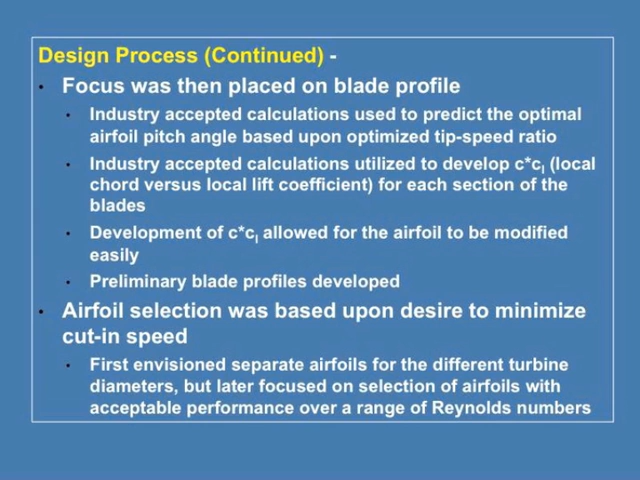 Design Process (Continued) -
• Focus was then placed on blade profile
• Industry accepted calculations used to predict the optimal
airfoil pitch angle based upon optimized tip-speed ratio
• Industry accepted calculations utilized to develop c*cl (local
chord versus local lift coefficient) for each section of the
blades
• Development of c*cl allowed for the airfoil to be modified
easily
• Preliminary blade profiles developed
• Airfoil selection was based upon desire to minimize
cut-in speed
• First envisioned separate airfoils for the different turbine
diameters, but later focused on selection of airfoils with
acceptable performance over a range of Reynolds numbers